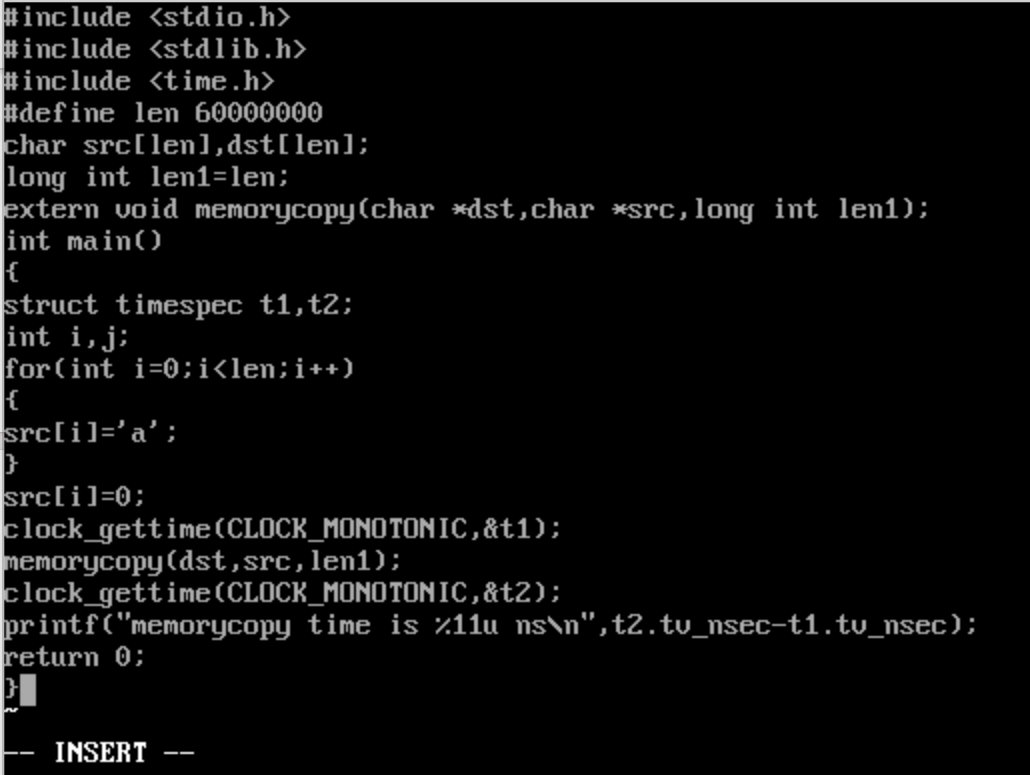 #include <stdio.h>
#include <stdlib.h>
#include <time.h>
#define len 60000000
char src[len],dst[len];
long int len1=len;
extern void memorycopy(char *dst,char *src,long int len1);
int main()
{
struct timespec t1,t2;
int i,j;
for(int i=0;i<len;i++)
{
src[i]='a';
}
src[i]=0;
clock_gettime(CLOCK_MONOTONIC,&t1);
memorycopy(dst,src,len1);
clock_gettime(CLOCK_MONOTONIC,&t2);
printf("memorycopy time is %11u ns\n",t2.tv_nsec-t1.tv_nsec);
return 0;
}
~
-- INSERT --